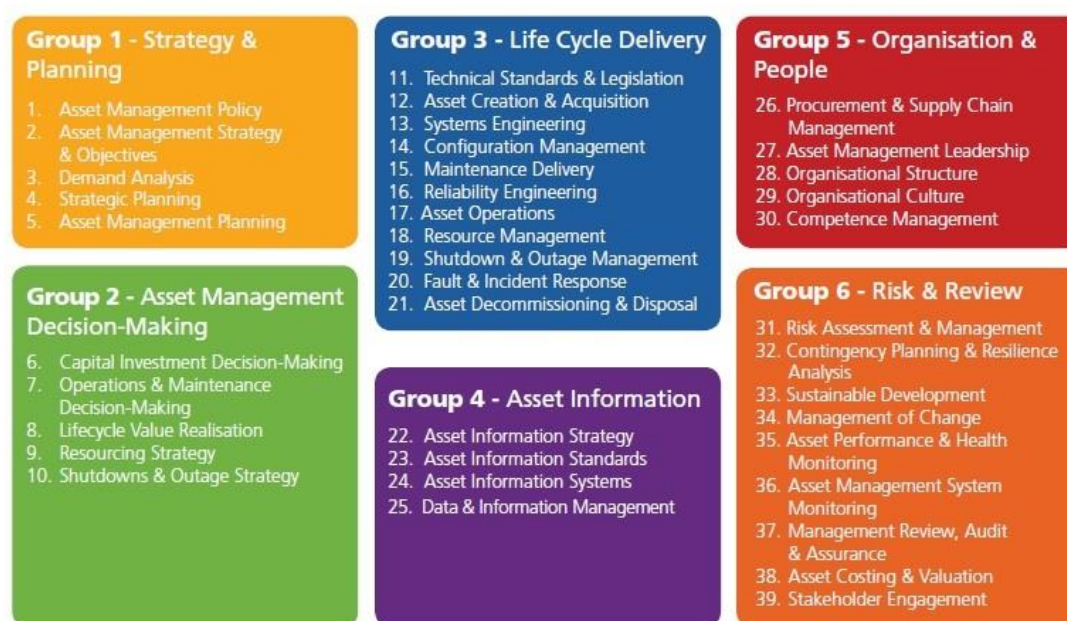 Group 1 - Strategy &
Planning
1. Asset Management Policy
2. Asset Management Strategy
& Objectives
3. Demand Analysis
4. Strategic Planning
5. Asset Management Planning
Group 2 - Asset Management
Decision-Making
6. Capital Investment Decision-Making
7. Operations & Maintenance
Decision-Making
8. Lifecycle Value Realisation
9. Resourcing Strategy
10. Shutdowns & Outage Strategy
Group 3 - Life Cycle Delivery
11. Technical Standards & Legislation
12. Asset Creation & Acquisition
13. Systems Engineering
14. Configuration Management
15. Maintenance Delivery
16. Reliability Engineering
17. Asset Operations
18. Resource Management
19. Shutdown & Outage Management
20. Fault & Incident Response
21. Asset Decommissioning & Disposal
Group 4 - Asset Information
22. Asset Information Strategy
23. Asset Information Standards
24. Asset Information Systems
25. Data & Information Management
Group 5 - Organisation &
People
26. Procurement & Supply Chain
Management
27. Asset Management Leadership
28. Organisational Structure
29. Organisational Culture
30. Competence Management
Group 6 - Risk & Review
31. Risk Assessment & Management
32. Contingency Planning & Resilience
Analysis
33. Sustainable Development
34. Management of Change
35. Asset Performance & Health
Monitoring
36. Asset Management System
Monitoring
37. Management Review, Audit
& Assurance
38. Asset Costing & Valuation
39. Stakeholder Engagement